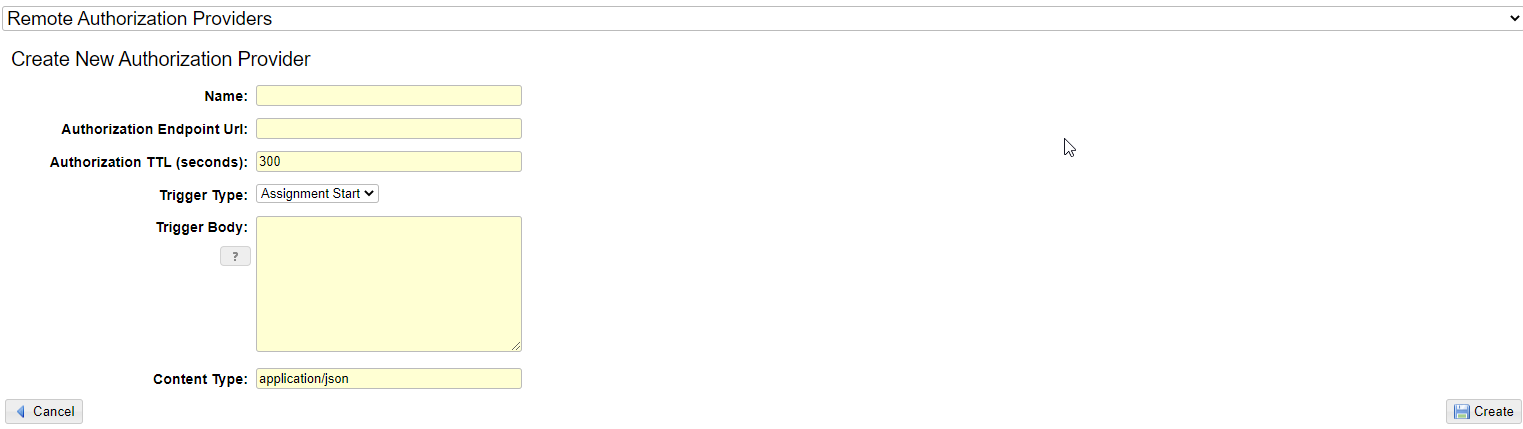 Remote Authorization Providers
Create New Authorization Provider
Name:
Authorization Endpoint Url:
Authorization TTL (seconds): 300
Trigger Type: Assignment Start
Trigger Body:
?
Content Type: application/json
Cancel Create